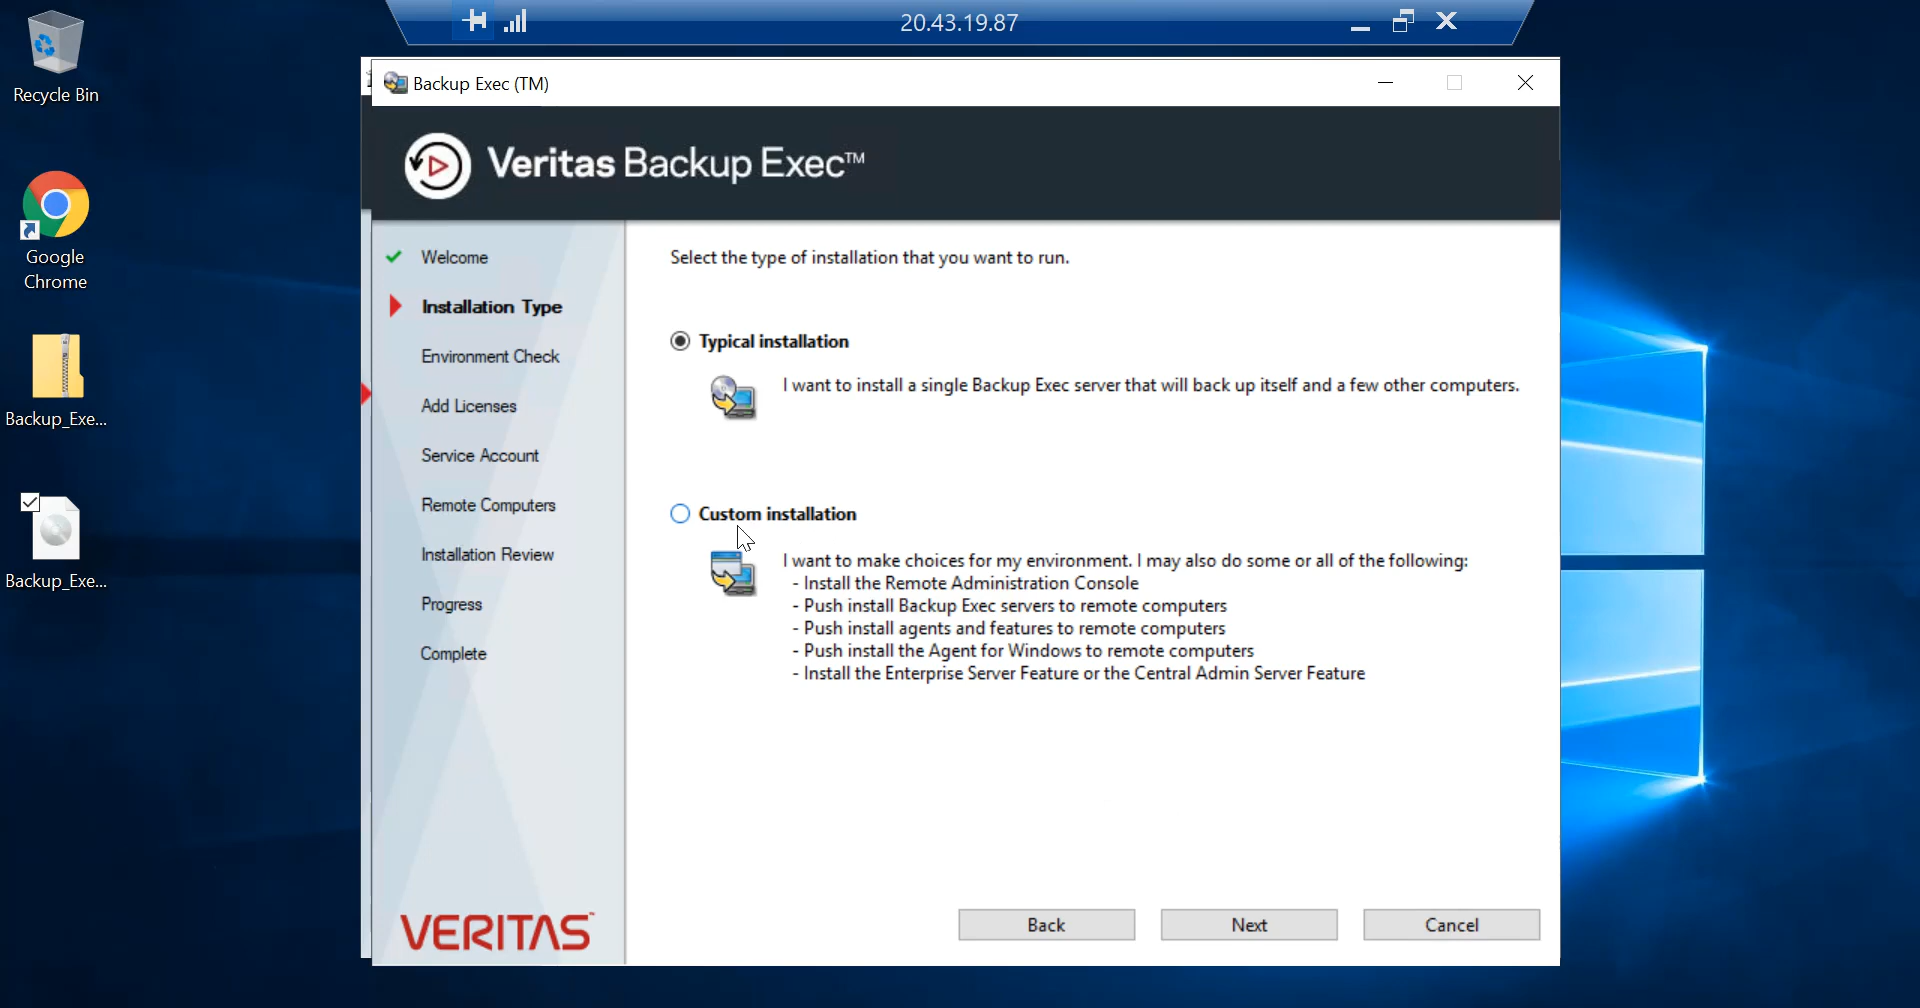 20.43.19.87
Recycle Bin
Google
Chrome
Backup_Exe...
Backup_Exe...
Backup Exec (TM)
Veritas Backup Exec™
Welcome
Installation Type
Environment Check
Add Licenses
Service Account
Remote Computers
Installation Review
Progress
Complete
VERITAS™
Select the type of installation that you want to run.
Typical installation
I want to install a single Backup Exec server that will back up itself and a few other computers.
Custom installation
I want to make choices for my environment. I may also do some or all of the following:
- Install the Remote Administration Console
- Push install Backup Exec servers to remote computers
- Push install agents and features to remote computers
- Push install the Agent for Windows to remote computers
- Install the Enterprise Server Feature or the Central Admin Server Feature
Back
Next
Cancel